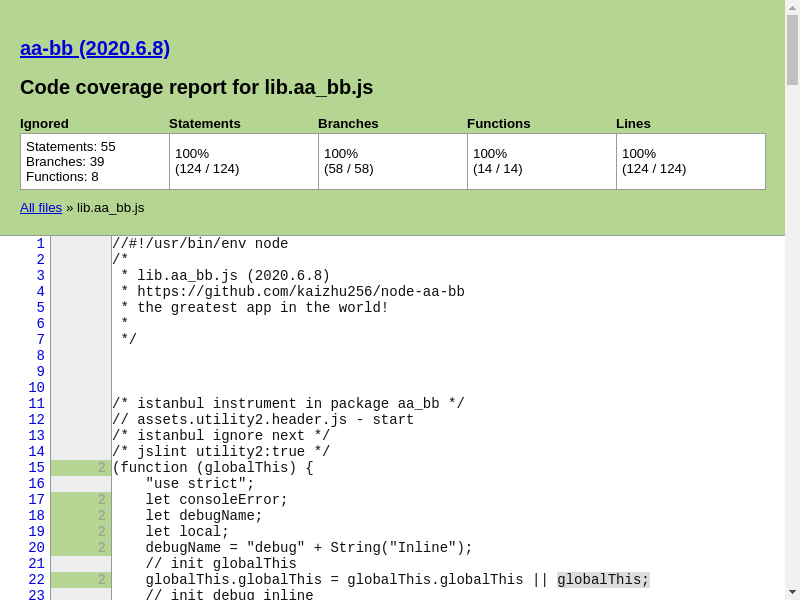 aa-bb (2020.6.8)
Code coverage report for lib.aa_bb.js
Ignored Statements Branches Functions Lines
Statements: 55
Branches: 39
Functions: 8
100%
(124 / 124)
100%
(58 / 58)
100%
(14 / 14)
100%
(124 / 124)
All files » lib.aa_bb.js
1 //#!/usr/bin/env node
2 /*
3  * lib.aa_bb.js (2020.6.8)
4  * https://github.com/kaizhu256/node-aa-bb
5  * the greatest app in the world!
6  *
7  */
8
9
10
11 /* istanbul instrument in package aa_bb */
12 // assets.utility2.header.js - start
13 /* istanbul ignore next */
14 /* jslint utility2:true */
15 2 (function (globalThis) {
16     "use strict";
17 2     let consoleError;
18 2     let debugName;
19 2     let local;
20 2     debugName = "debug" + String("Inline");
21     // init globalThis
22 2     globalThis.globalThis = globalThis.globalThis || globalThis;
23     // init debug_inline